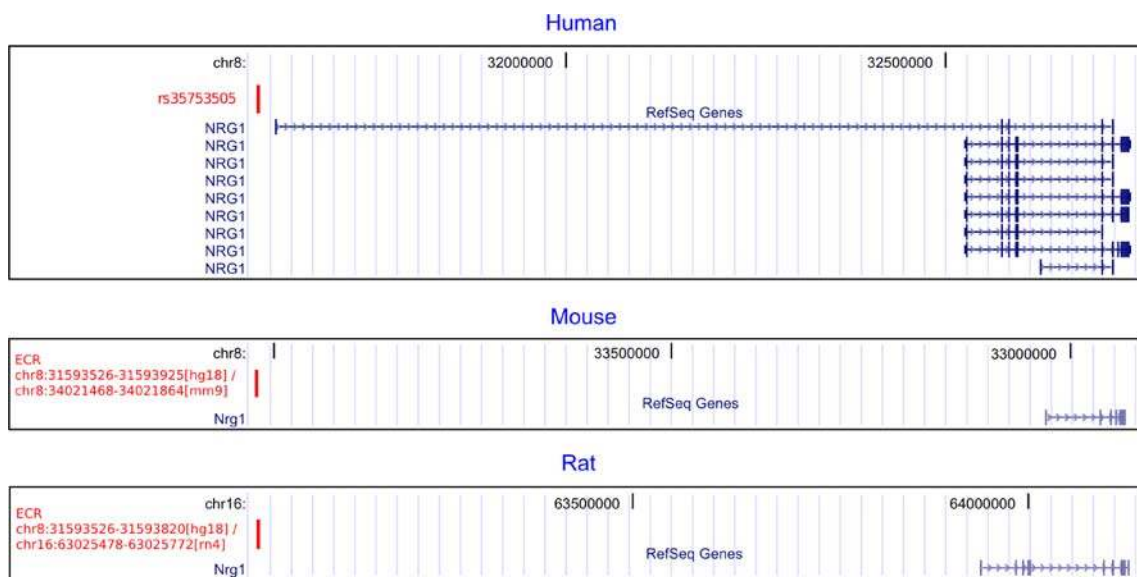 Human
chr8: 32000000 32500000
rs35753505
RefSeq Genes
NRG1
NRG1
NRG1
NRG1
NRG1
NRG1
NRG1
NRG1
NRG1
Mouse
chr8: 33500000 33000000
ECR
chr8:31593526-31593925[hg18] /
chr8:34021468-34021864[mm9]
RefSeq Genes
Nrg1
Rat
chr16: 63500000 64000000
ECR
chr8:31593526-31593820[hg18] /
chr16:63025478-63025772[rn4]
RefSeq Genes
Nrg1